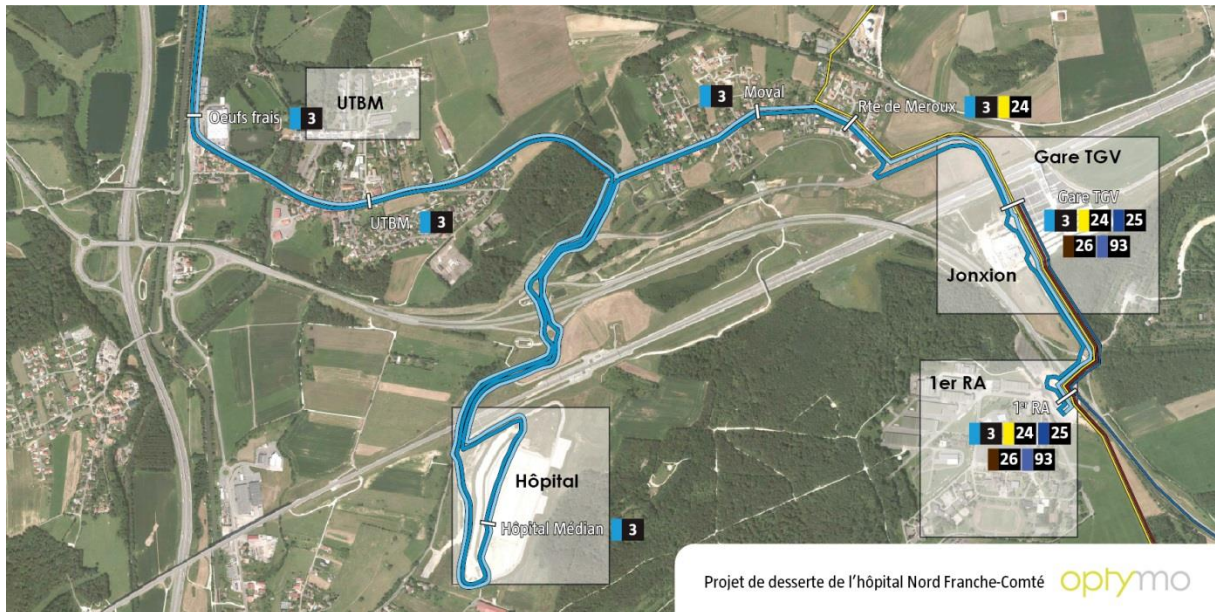 UTBM
Oeufs frais 3
UTBM 3
3 Moval
Rte de Meroux 3 24
Gare TGV
Gare TGV
3 24 25
26 93
Jonxion
1er RA
1er RA
3 24 25
26 93
Hôpital
Hôpital Médian 3
Projet de desserte de l'hôpital Nord Franche-Comté optymo